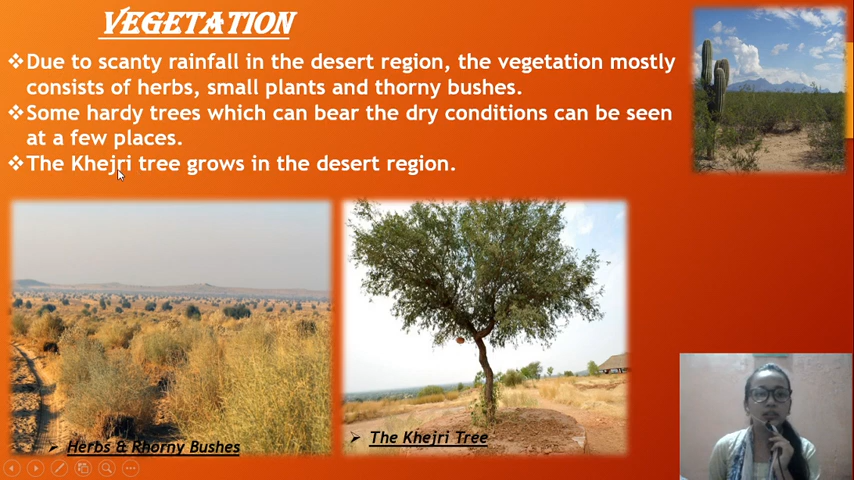 VEGETATION
❖Due to scanty rainfall in the desert region, the vegetation mostly
consists of herbs, small plants and thorny bushes.
❖Some hardy trees which can bear the dry conditions can be seen
at a few places.
❖The Khejri tree grows in the desert region.
➢ Herbs & Rhorny Bushes
➢ The Khejri Tree